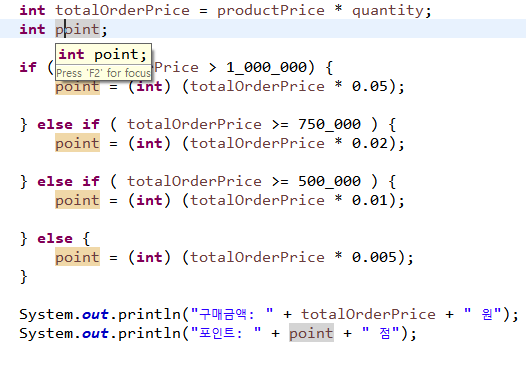 int totalOrderPrice = productPrice * quantity;
int point;
int point;
Press 'F2' for focus
if ( Price > 1_000_000) {
point = (int) (totalOrderPrice * 0.05);
} else if ( totalOrderPrice >= 750_000 ) {
point = (int) (totalOrderPrice * 0.02);
} else if ( totalOrderPrice >= 500_000 ) {
point = (int) (totalOrderPrice * 0.01);
} else {
point = (int) (totalOrderPrice * 0.005);
}
System.out.println("구매금액: " + totalOrderPrice + " 원");
System.out.println("포인트: " + point + " 점");